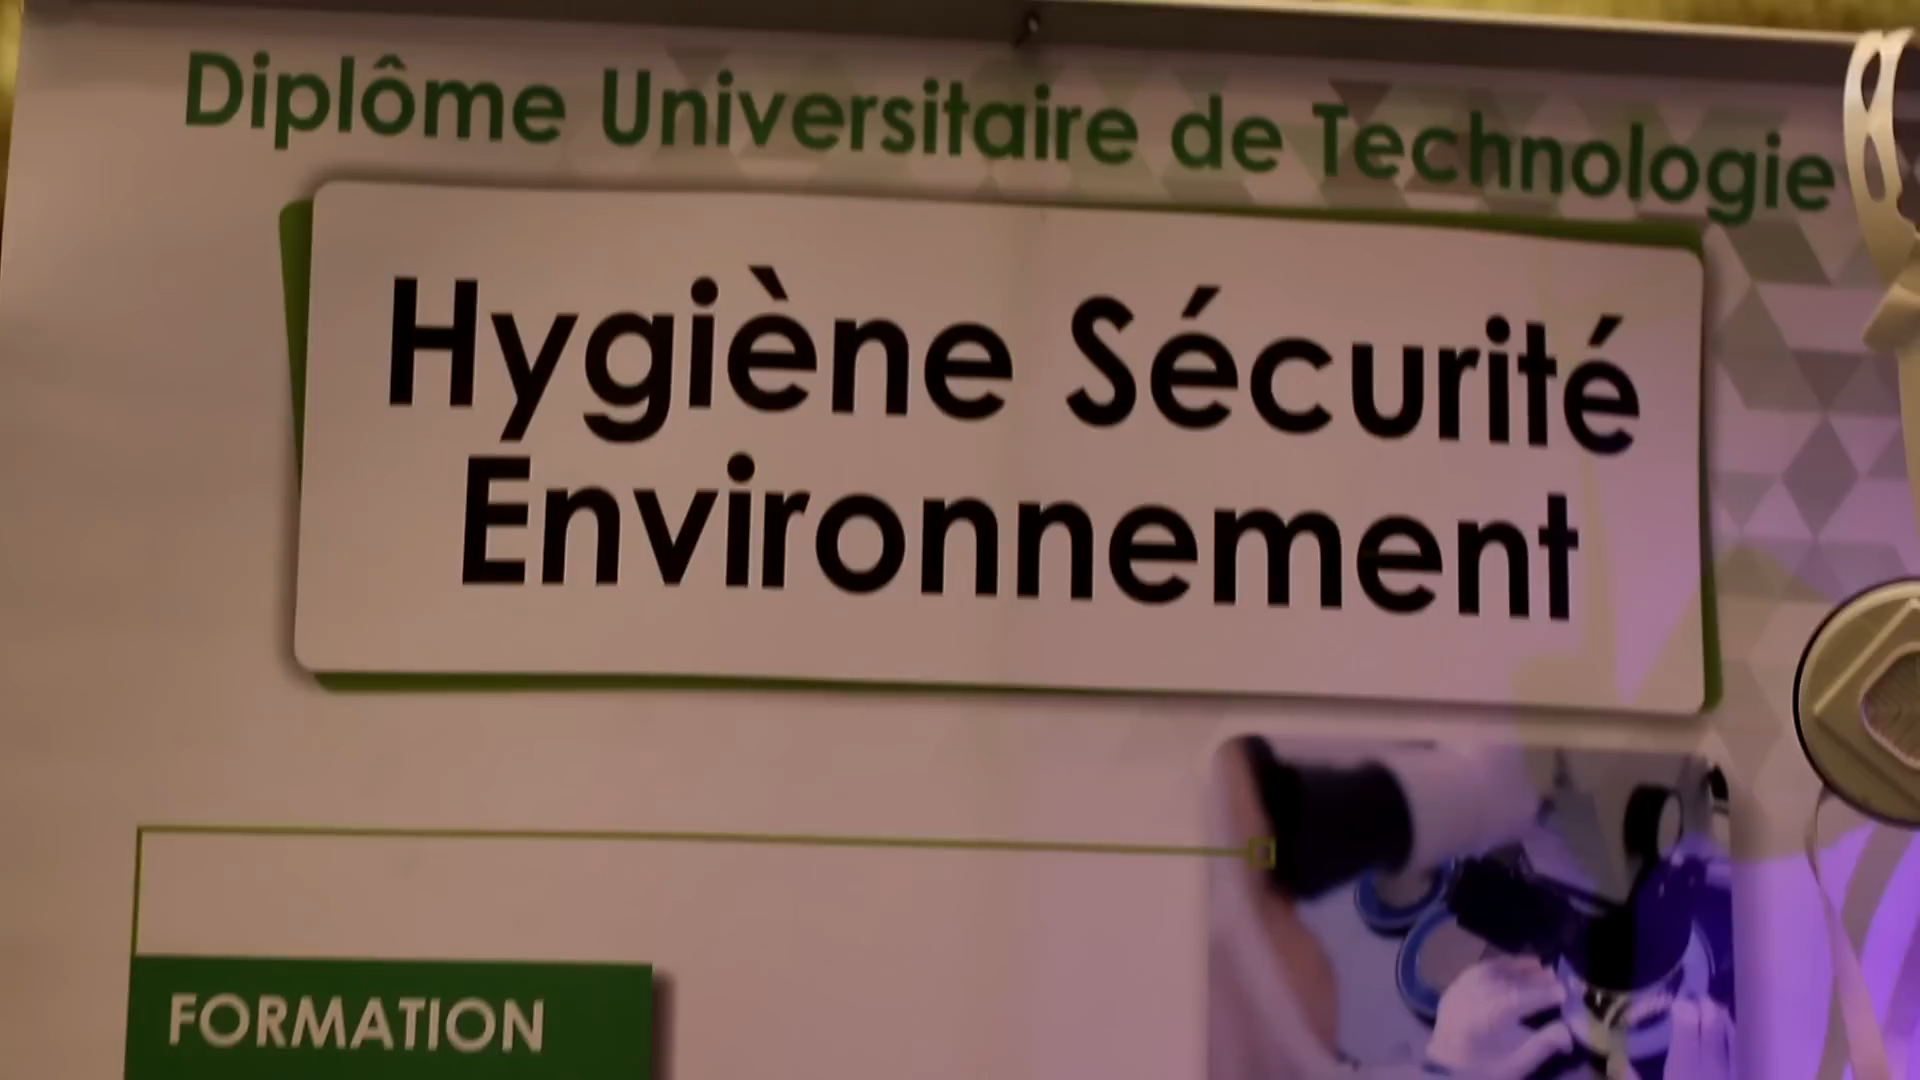 Diplôme Universitaire de Technologie
Hygiène Sécurité
Environnement
FORMATION